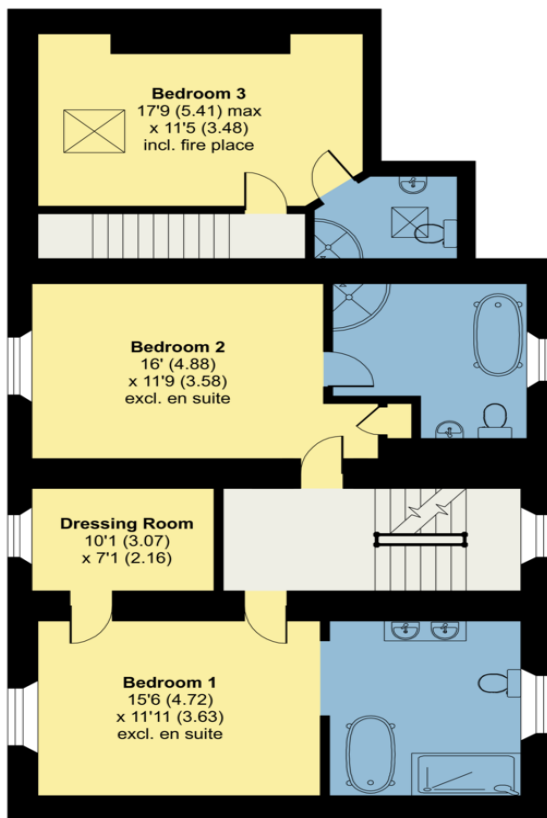 Bedroom 3
17'9 (5.41) max
x 11'5 (3.48)
incl. fire place
Bedroom 2
16' (4.88)
x 11'9 (3.58)
excl. en suite
Dressing Room
10'1 (3.07)
x 7'1 (2.16)
Bedroom 1
15'6 (4.72)
x 11'11 (3.63)
excl. en suite